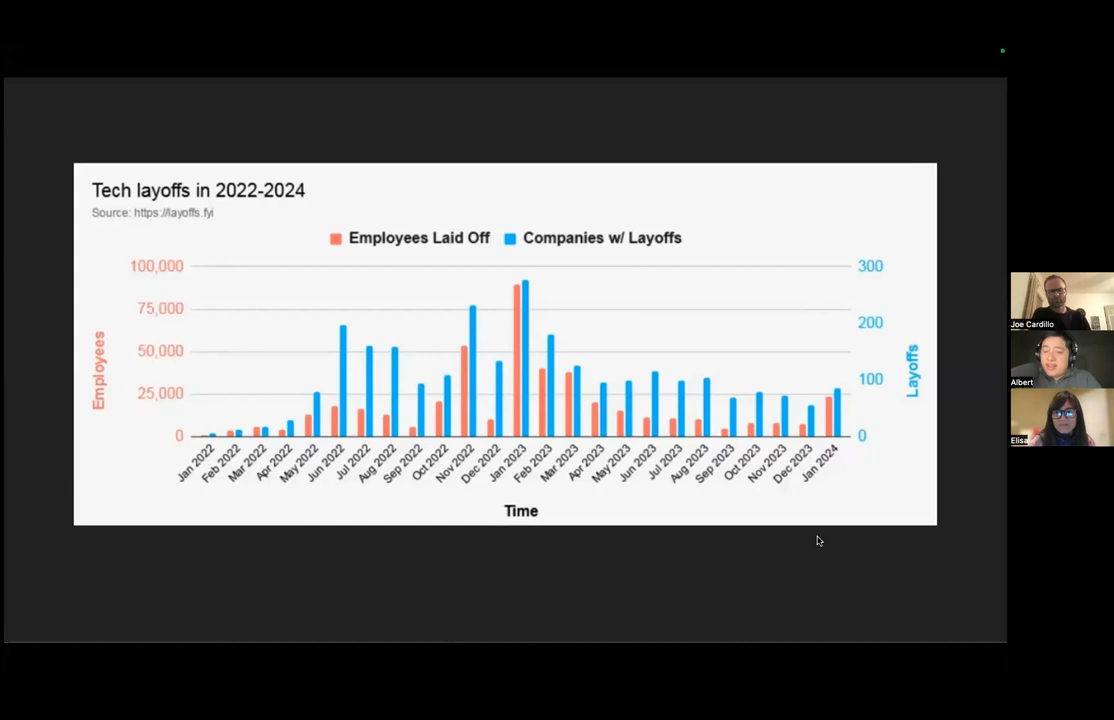 Tech layoffs in 2022-2024
Source: https://layoffs.fyi
Employees Laid Off
Companies w/ Layoffs
100,000
75,000
50,000
25,000
0
Employees
300
200
100
0
Layoffs
Jan 2022
Feb 2022
Mar 2022
Apr 2022
May 2022
Jun 2022
Jul 2022
Aug 2022
Sep 2022
Oct 2022
Nov 2022
Dec 2022
Jan 2023
Feb 2023
Mar 2023
Apr 2023
May 2023
Jun 2023
Jul 2023
Aug 2023
Sep 2023
Oct 2023
Nov 2023
Dec 2023
Jan 2024
Time
Joe Cardillo
Albert
Elisa